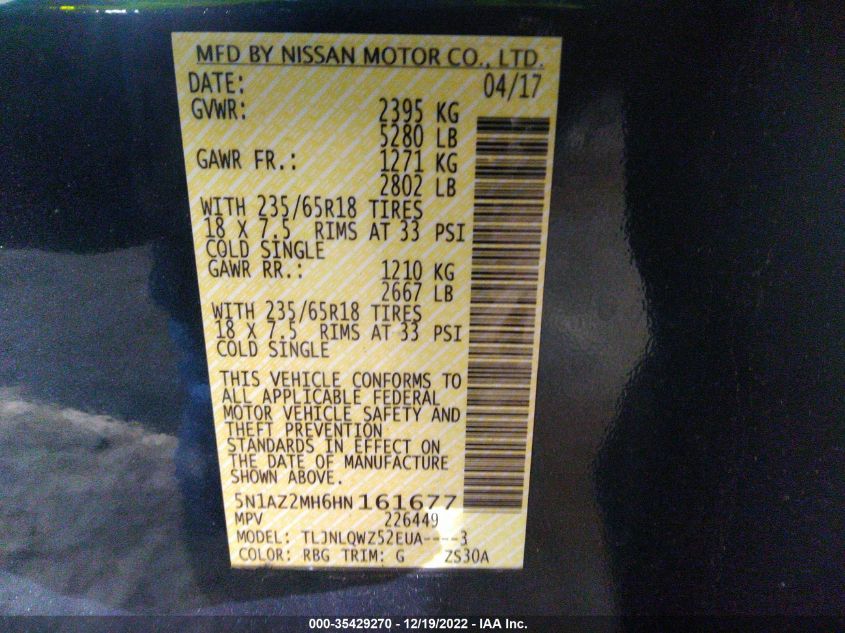 MFD BY NISSAN MOTOR CO., LTD.
DATE: 04/17
GVWR: 2395 KG
5280 LB
GAWR FR.: 1271 KG
2802 LB
WITH 235/65R18 TIRES
18 X 7.5 RIMS AT 33 PSI
COLD SINGLE
GAWR RR.: 1210 KG
2667 LB
WITH 235/65R18 TIRES
18 X 7.5 RIMS AT 33 PSI
COLD SINGLE
THIS VEHICLE CONFORMS TO
ALL APPLICABLE FEDERAL
MOTOR VEHICLE SAFETY AND
THEFT PREVENTION
STANDARDS IN EFFECT ON
THE DATE OF MANUFACTURE
SHOWN ABOVE.
5N1AZ2MH6HN161677
MPV 226449
MODEL: TLJNLQWZ52EUA----3
COLOR: RBG TRIM: G ZS30A
000-35429270 - 12/19/2022 - IAA Inc.